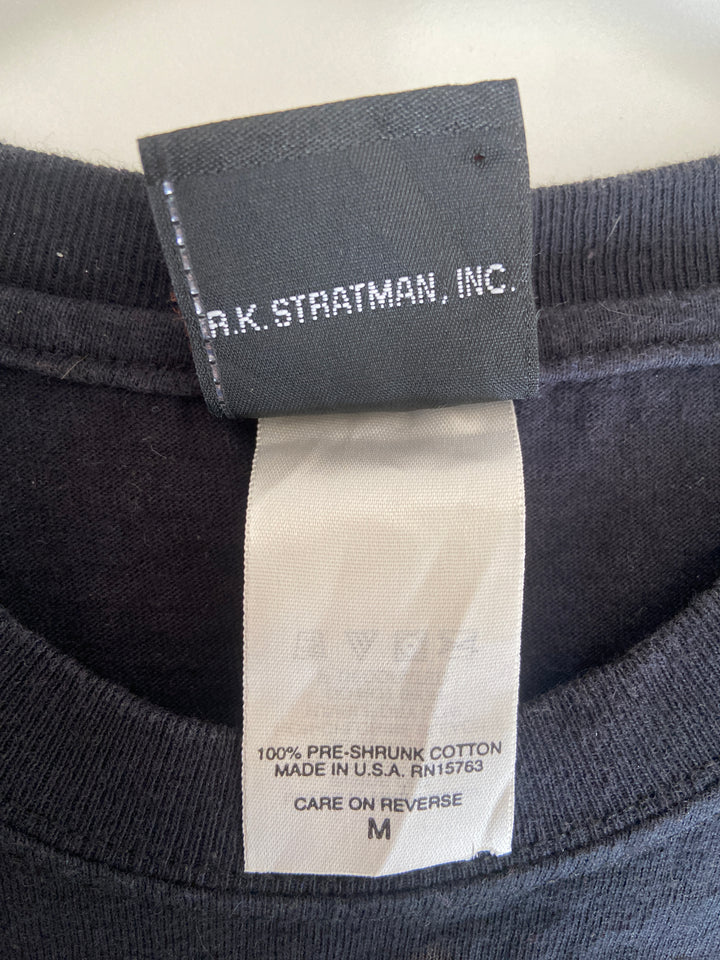 R.K. STRATMAN, INC.
100% PRE-SHRUNK COTTON
MADE IN U.S.A. RN15763
CARE ON REVERSE
M